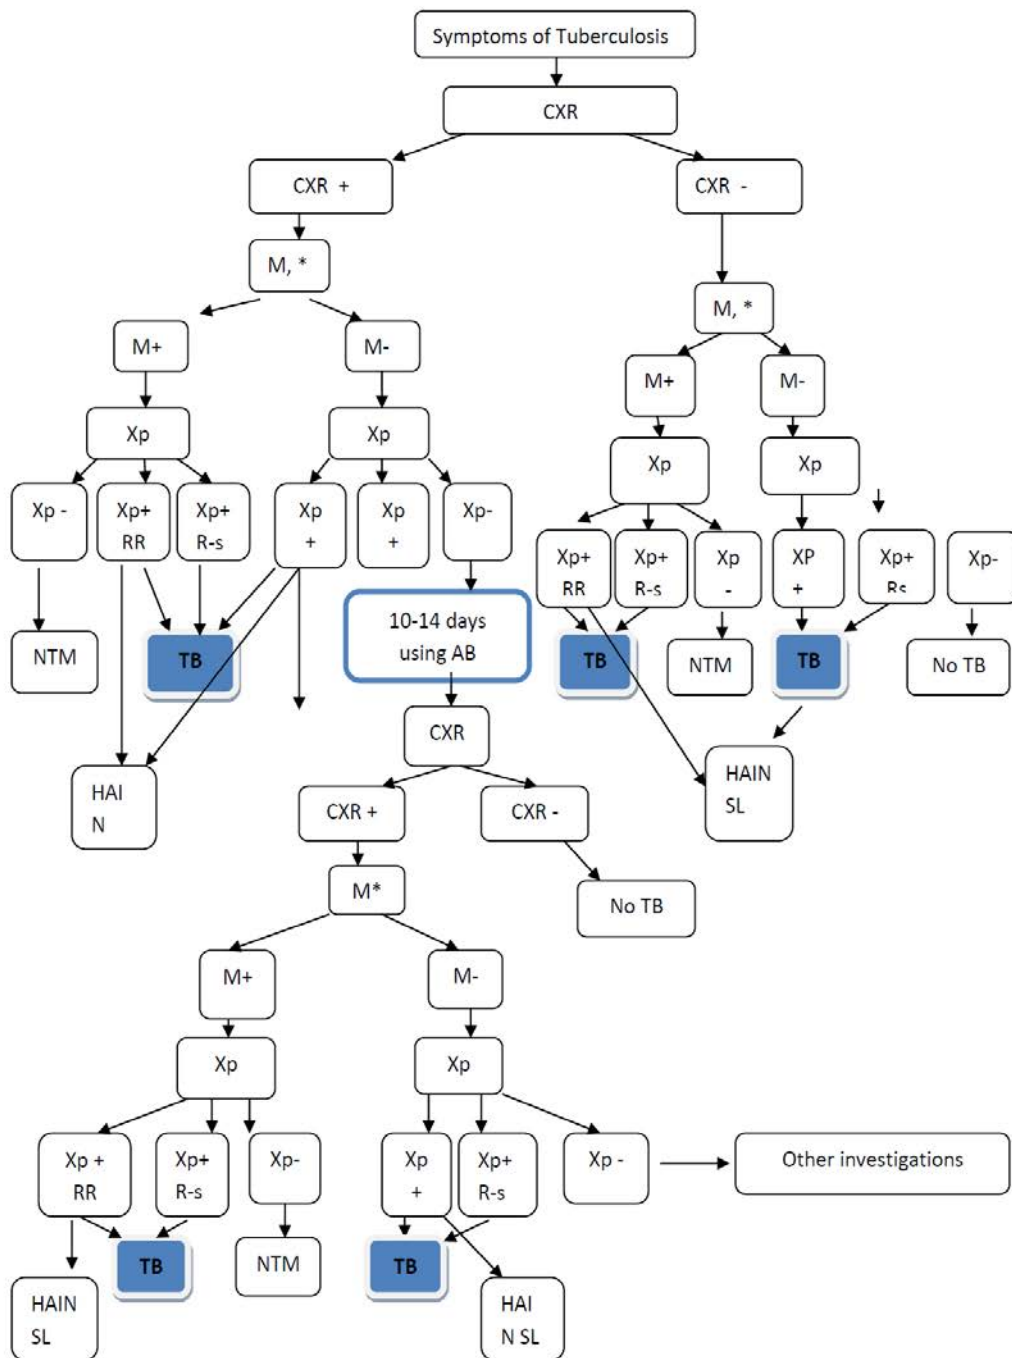 Symptoms of Tuberculosis
CXR
CXR +
CXR -
M, *
M, *
M+
M-
M+
M-
Xp
Xp
Xp
Xp
Xp -
Xp+
RR
Xp+
R-s
Xp
+
Xp
+
Xp-
Xp+
RR
Xp+
R-s
Xp
-
XP
+
Xp+
Rs
Xp-
NTM
TB
10-14 days
using AB
TB
NTM
TB
No TB
CXR
HAI
N
HAIN
SL
CXR +
CXR -
M*
No TB
M+
M-
Xp
Xp
Xp +
RR
Xp+
R-s
Xp-
Xp
+
Xp+
R-s
Xp -
Other investigations
TB
NTM
TB
HAIN
SL
HAI
N SL